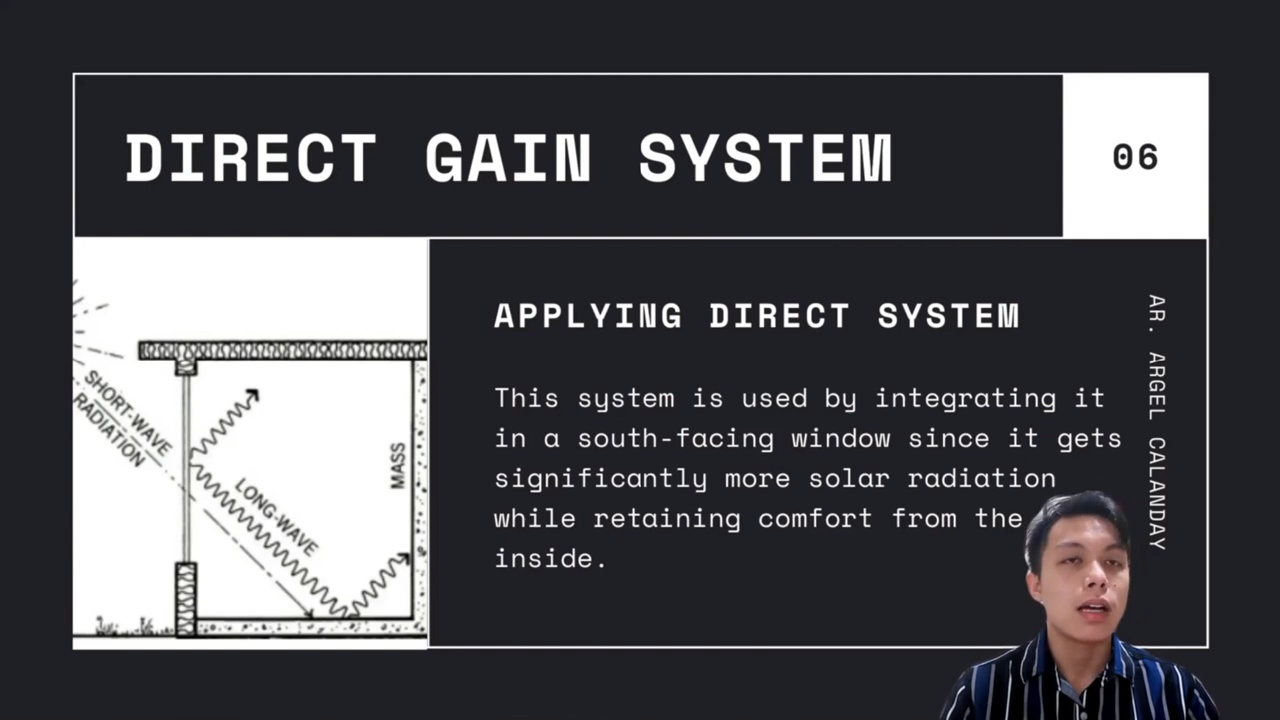 DIRECT GAIN SYSTEM
06
APPLYING DIRECT SYSTEM
This system is used by integrating it
in a south-facing window since it gets
significantly more solar radiation
while retaining comfort from the
inside.
AR. ARGEL CALANDAY
SHORT-WAVE
RADIATION
LONG-WAVE
MASS